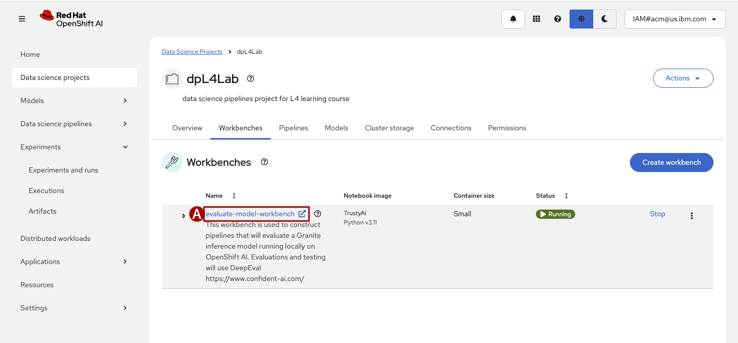 Red Hat
OpenShift AI
IAM#acm@us.ibm.com
Home
Data science projects
Models
Data science pipelines
Experiments
Experiments and runs
Executions
Artifacts
Distributed workloads
Applications
Resources
Settings
Data Science Projects > dpL4Lab
dpL4Lab
Actions
data science pipelines project for L4 learning course
Overview Workbenches Pipelines Models Cluster storage Connections Permissions
Workbenches
Create workbench
Name Notebook image Container size Status
A evaluate-model-workbench TrustyAI Small Running Stop
Python v3.11
This workbench is used to construct
pipelines that will evaluate a Granite
inference model running locally on
OpenShift AI. Evaluations and testing
will use DeepEval
https://www.confident-ai.com/